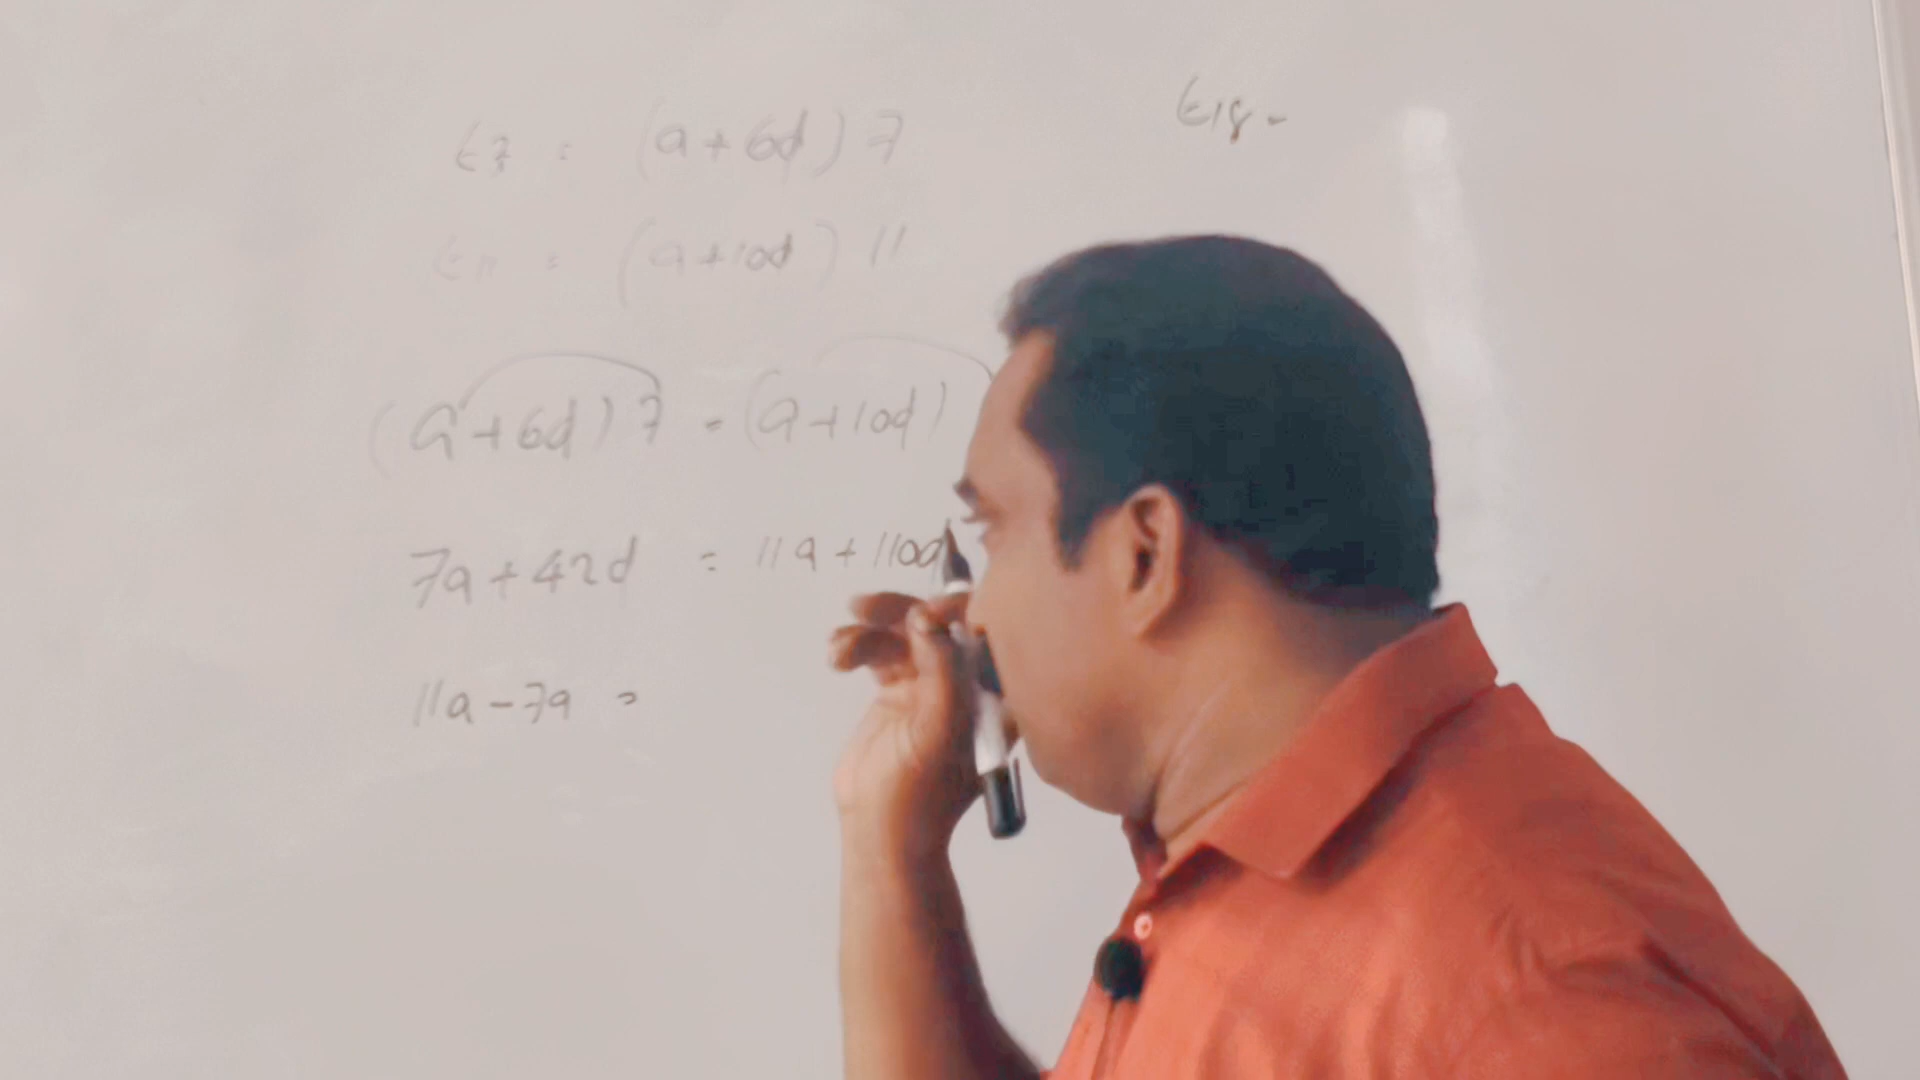 t18 =
t7 = (a+6d) 7
t11 = (a+10d) 11
(a+6d) 7 = (a+10d)
7a+42d = 11a+110d
11a-7a =